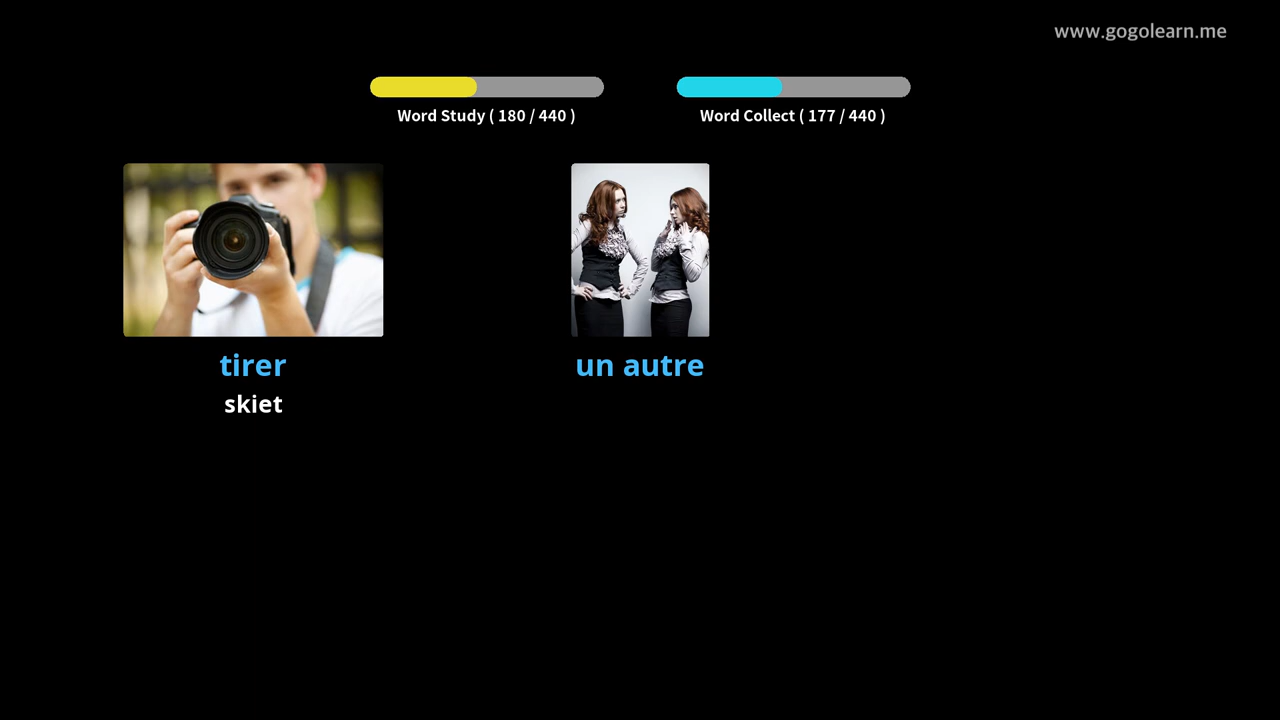 www.gogolearn.me
Word Study ( 180 / 440 )
Word Collect ( 177 / 440 )
tirer
skiet
un autre